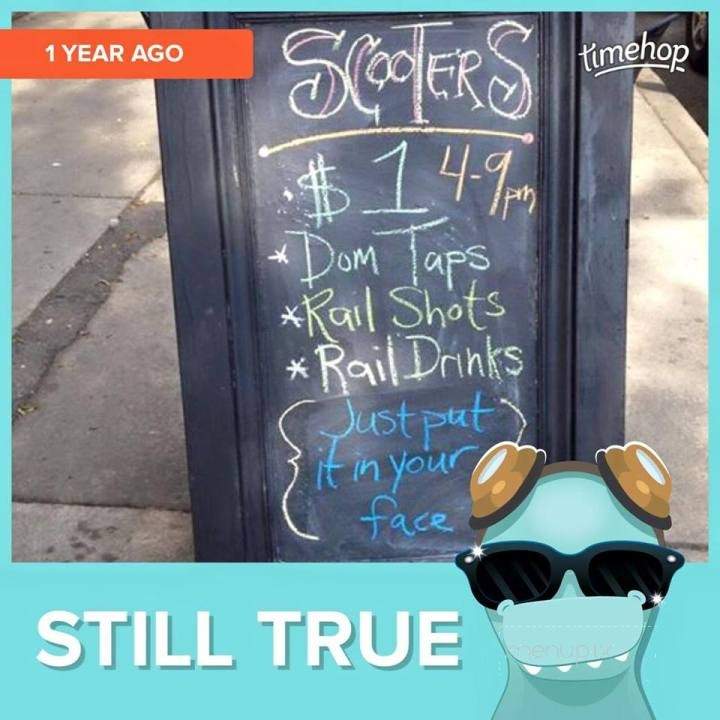 1 YEAR AGO
timehop
SCOOTERS
$1 4-9pm
* Dom Taps
* Rail Shots
* Rail Drinks
{ Just put }
it in your
face
STILL TRUE
menupix